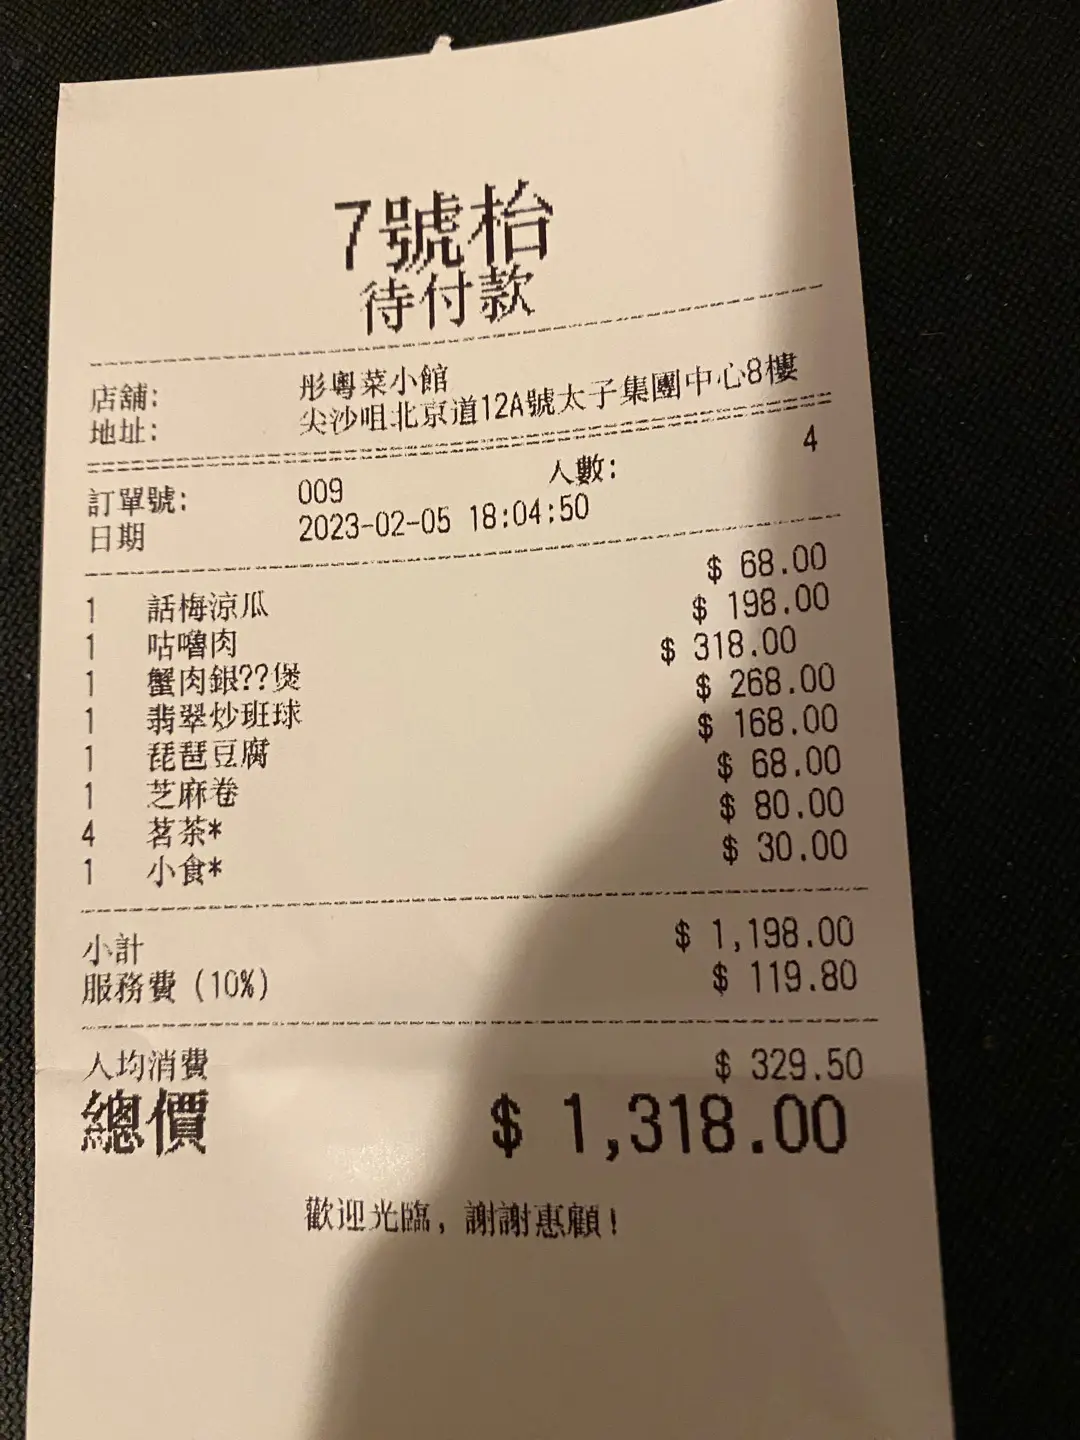 7號枱
待付款
店舖: 彤粵菜小館
地址: 尖沙咀北京道12A號太子集團中心8樓
訂單號: 009 人數: 4
日期 2023-02-05 18:04:50
1 話梅涼瓜 $ 68.00
1 咕嚕肉 $ 198.00
1 蟹肉銀??煲 $ 318.00
1 翡翠炒班球 $ 268.00
1 琵琶豆腐 $ 168.00
1 芝麻卷 $ 68.00
4 茗茶* $ 80.00
1 小食* $ 30.00
小計 $ 1,198.00
服務費 (10%) $ 119.80
人均消費 $ 329.50
總價 $ 1,318.00
歡迎光臨, 謝謝惠顧!